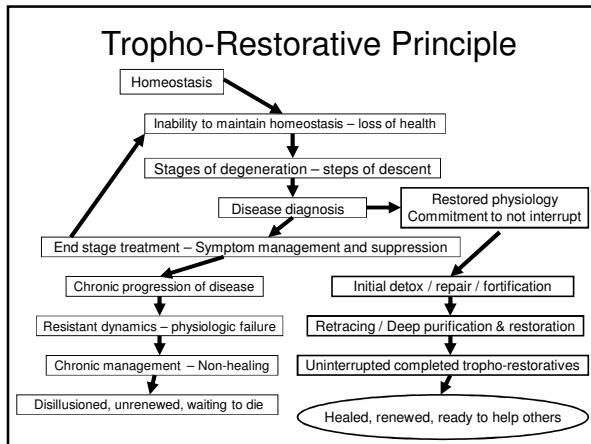 Tropho-Restorative Principle
Homeostasis
Inability to maintain homeostasis – loss of health
Stages of degeneration – steps of descent
Disease diagnosis
Restored physiology
Commitment to not interrupt
End stage treatment – Symptom management and suppression
Chronic progression of disease
Initial detox / repair / fortification
Resistant dynamics – physiologic failure
Retracing / Deep purification & restoration
Chronic management – Non-healing
Uninterrupted completed tropho-restoratives
Disillusioned, unrenewed, waiting to die
Healed, renewed, ready to help others